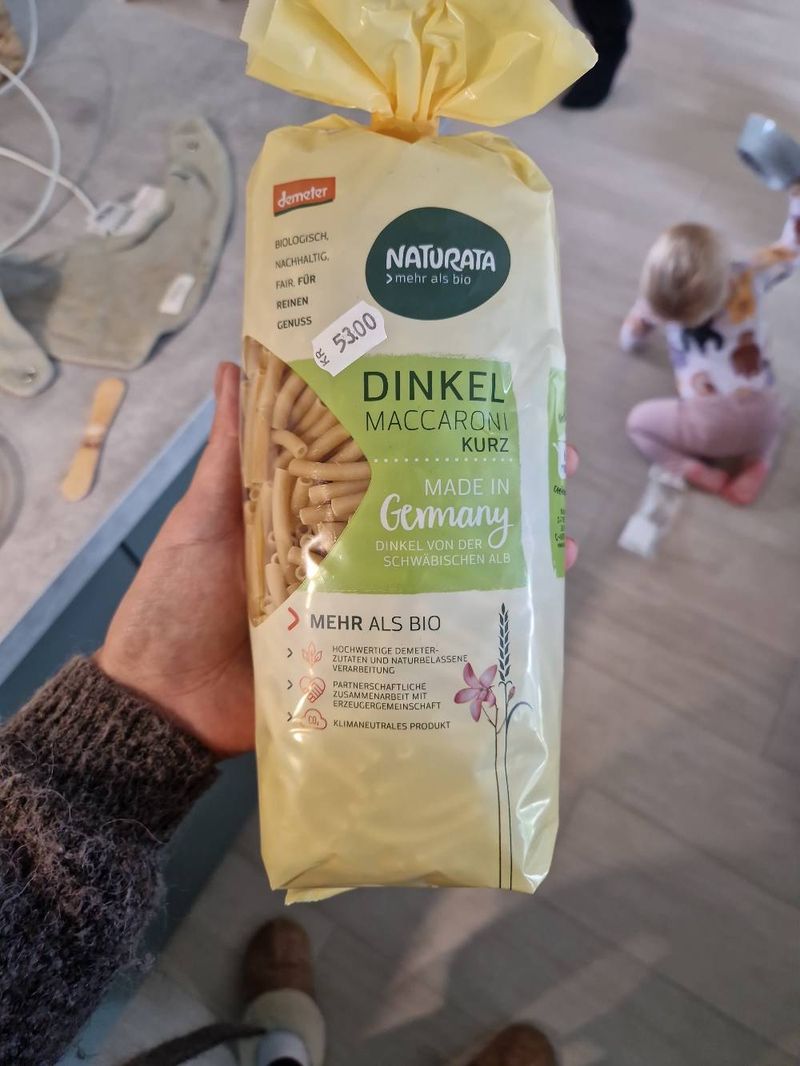 demeter
BIOLOGISCH,
NACHHALTIG,
FAIR. FÜR
REINEN
GENUSS
NATURATA
mehr als bio
KR 53.00
DINKEL
MACCARONI
KURZ
MADE IN
Germany
DINKEL VON DER
SCHWÄBISCHEN ALB
MEHR ALS BIO
HOCHWERTIGE DEMETER-
ZUTATEN UND NATURBELASSENE
VERARBEITUNG
PARTNERSCHAFTLICHE
ZUSAMMENARBEIT MIT
ERZEUGERGEMEINSCHAFT
CO₂
KLIMANEUTRALES PRODUKT